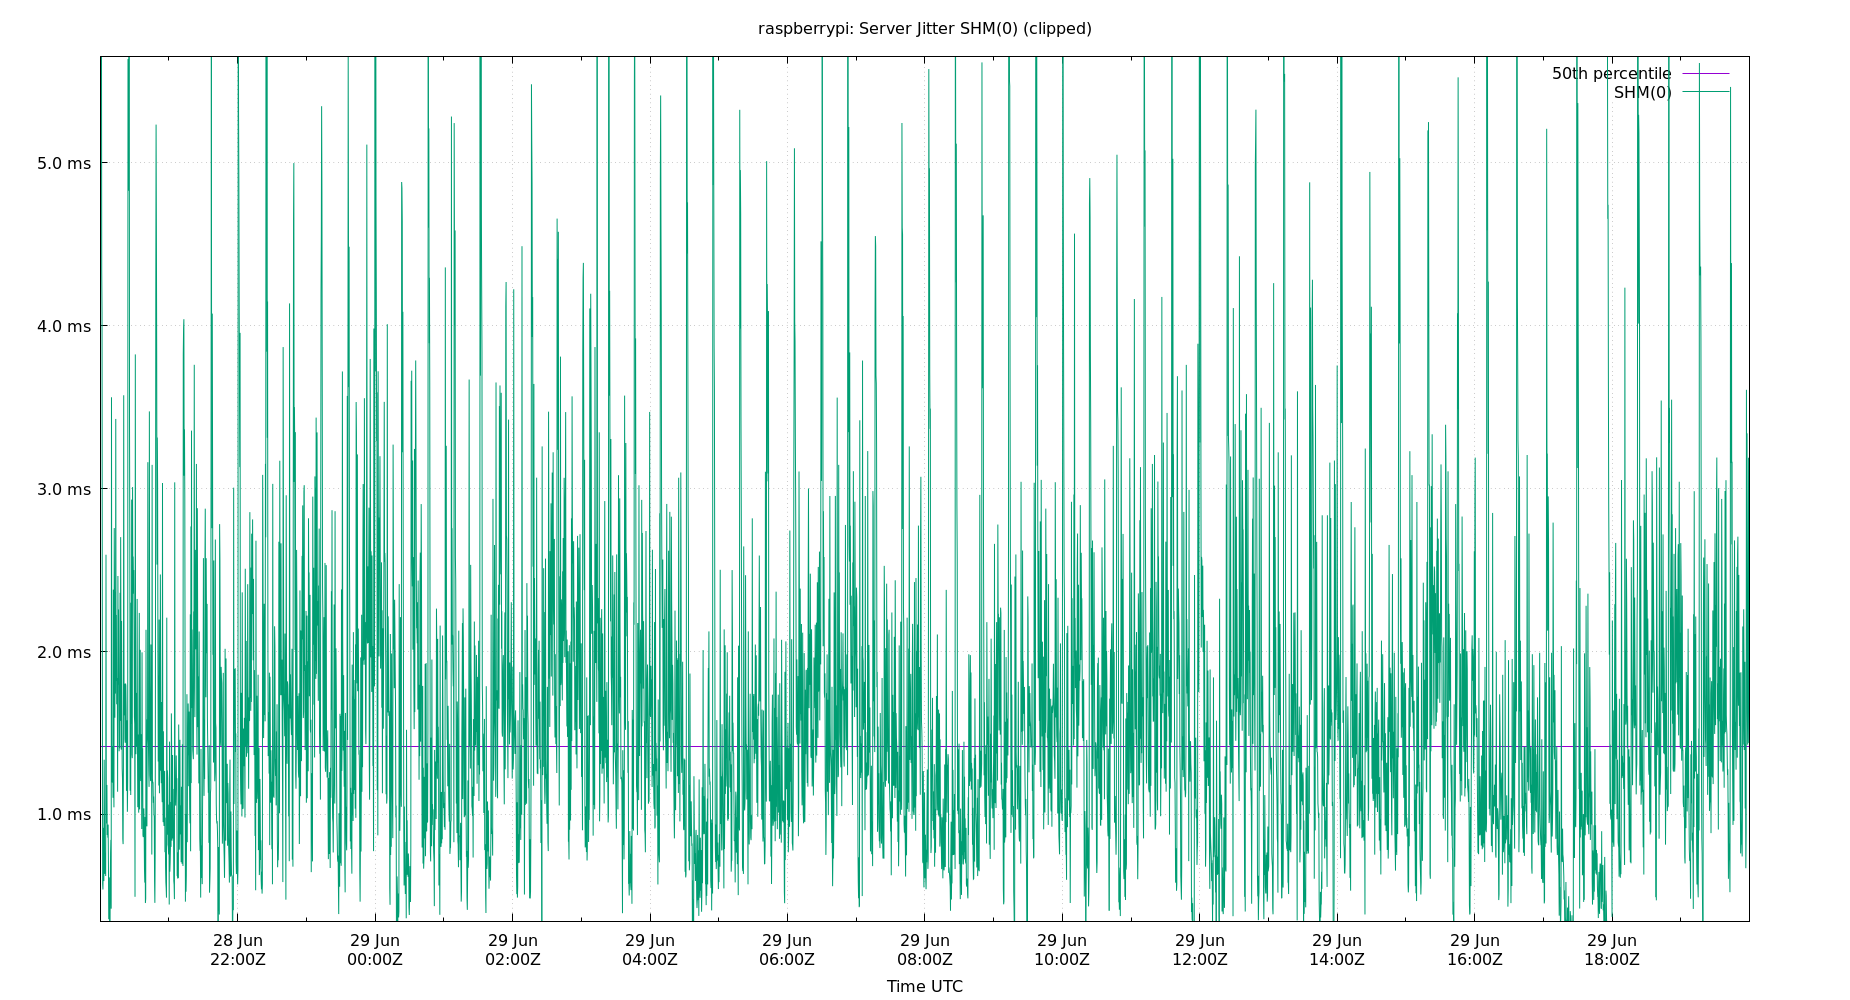 raspberrypi: Server Jitter SHM(0) (clipped)
50th percentile
SHM(0)
5.0 ms
4.0 ms
3.0 ms
2.0 ms
1.0 ms
28 Jun 29 Jun 29 Jun 29 Jun 29 Jun 29 Jun 29 Jun 29 Jun 29 Jun 29 Jun 29 Jun
22:00Z 00:00Z 02:00Z 04:00Z 06:00Z 08:00Z 10:00Z 12:00Z 14:00Z 16:00Z 18:00Z
Time UTC